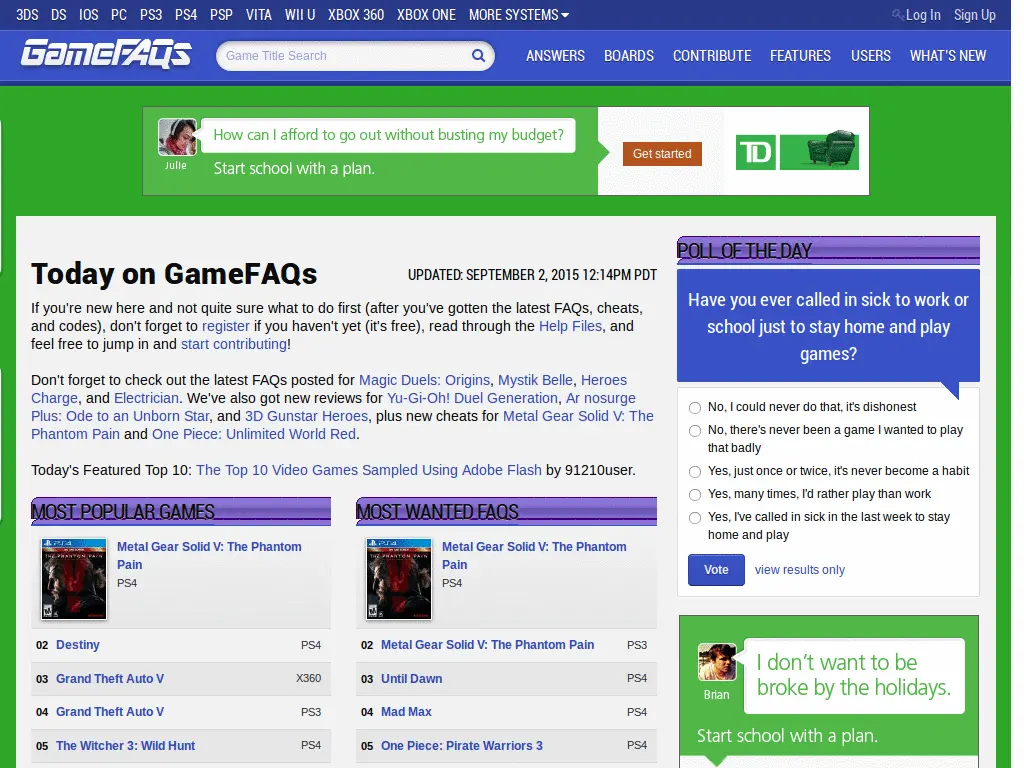 3DS DS IOS PC PS3 PS4 PSP VITA WII U XBOX 360 XBOX ONE MORE SYSTEMS Log In Sign Up
GameFAQs Game Title Search ANSWERS BOARDS CONTRIBUTE FEATURES USERS WHAT'S NEW
How can I afford to go out without busting my budget?
Julie
Start school with a plan.
Get started
TD
Today on GameFAQs
UPDATED: SEPTEMBER 2, 2015 12:14PM PDT
If you're new here and not quite sure what to do first (after you've gotten the latest FAQs, cheats,
and codes), don't forget to register if you haven't yet (it's free), read through the Help Files, and
feel free to jump in and start contributing!
Don't forget to check out the latest FAQs posted for Magic Duels: Origins, Mystik Belle, Heroes
Charge, and Electrician. We've also got new reviews for Yu-Gi-Oh! Duel Generation, Ar nosurge
Plus: Ode to an Unborn Star, and 3D Gunstar Heroes, plus new cheats for Metal Gear Solid V: The
Phantom Pain and One Piece: Unlimited World Red.
Today's Featured Top 10: The Top 10 Video Games Sampled Using Adobe Flash by 91210user.
MOST POPULAR GAMES
PS4
THE PHANTOM PAIN
Metal Gear Solid V: The Phantom
Pain
PS4
02 Destiny PS4
03 Grand Theft Auto V X360
04 Grand Theft Auto V PS3
05 The Witcher 3: Wild Hunt PS4
MOST WANTED FAQS
PS4
THE PHANTOM PAIN
Metal Gear Solid V: The Phantom
Pain
PS4
02 Metal Gear Solid V: The Phantom Pain PS3
03 Until Dawn PS4
04 Mad Max PS4
05 One Piece: Pirate Warriors 3 PS4
POLL OF THE DAY
Have you ever called in sick to work or
school just to stay home and play
games?
No, I could never do that, it's dishonest
No, there's never been a game I wanted to play
that badly
Yes, just once or twice, it's never become a habit
Yes, many times, I'd rather play than work
Yes, I've called in sick in the last week to stay
home and play
Vote view results only
I don't want to be
broke by the holidays.
Brian
Start school with a plan.